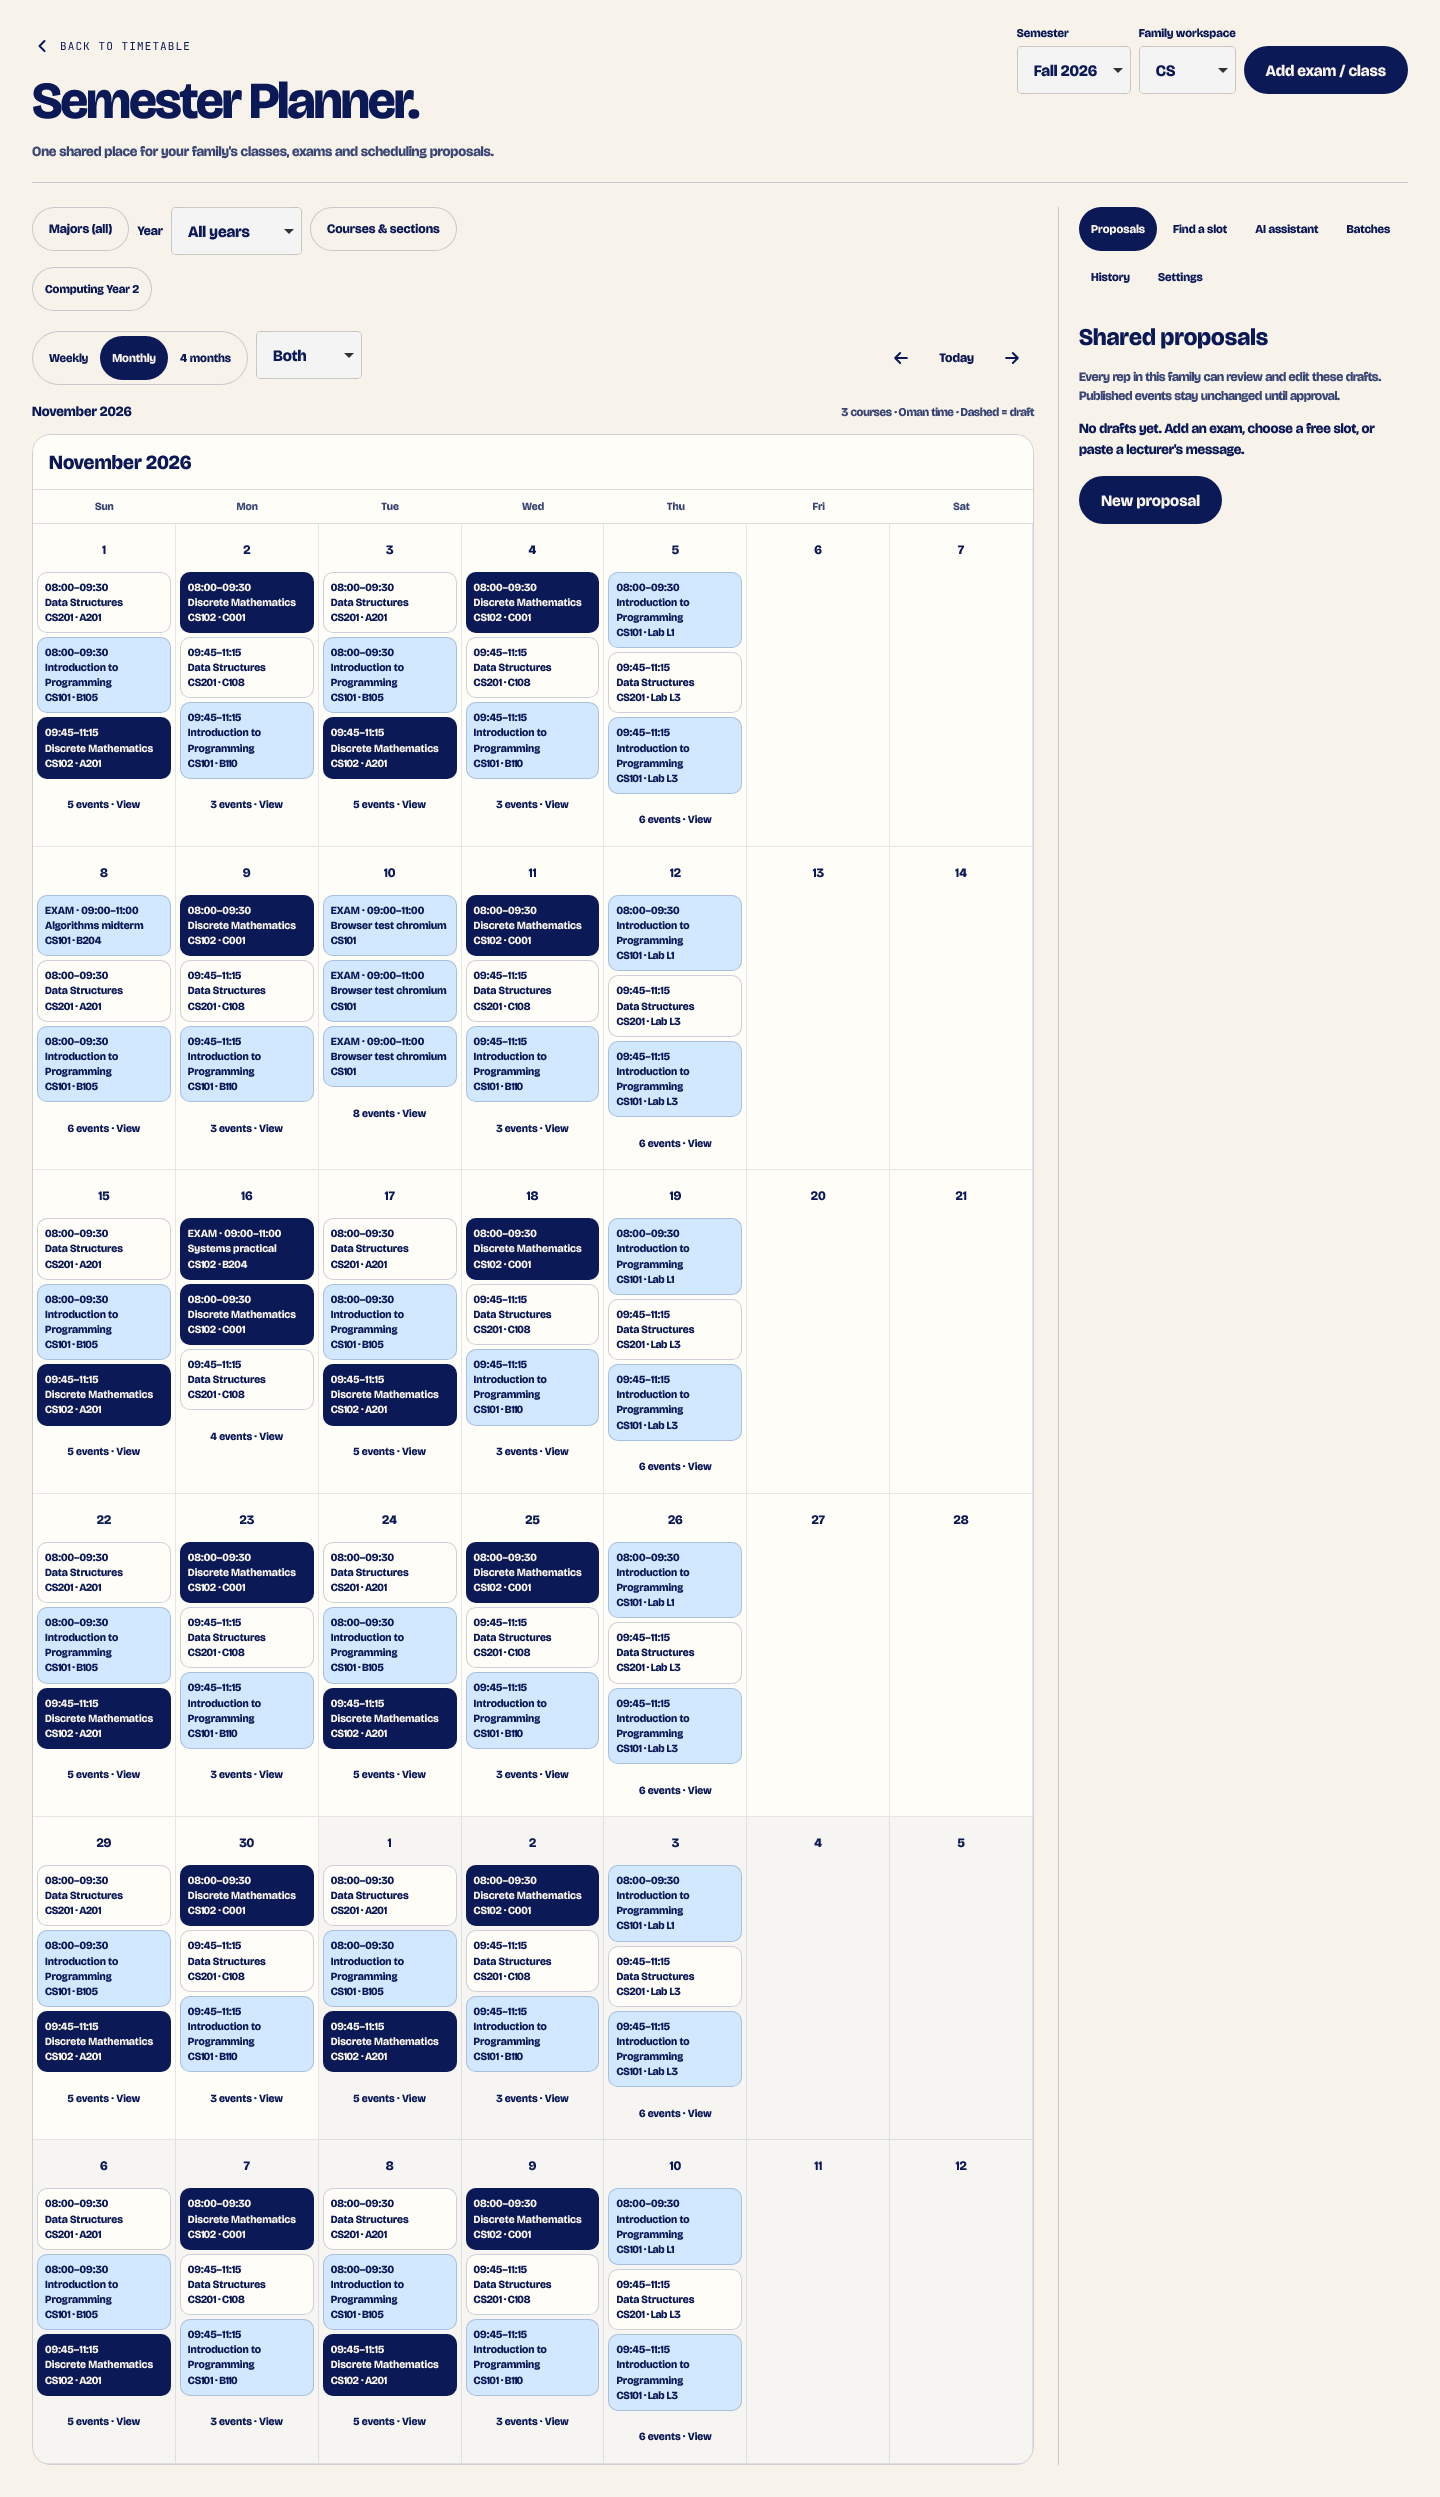 BACK TO TIMETABLE
Semester Planner.
One shared place for your family's classes, exams and scheduling proposals.
Semester
Fall 2026
Family workspace
CS
Add exam / class
Majors (all)
Year
All years
Courses & sections
Computing Year 2
Weekly
Monthly
4 months
Both
Today
November 2026
3 courses · Oman time · Dashed = draft
November 2026
Sun
Mon
Tue
Wed
Thu
Fri
Sat
1
08:00–09:30
Data Structures
CS201 · A201
08:00–09:30
Introduction to
Programming
CS101 · B105
09:45–11:15
Discrete Mathematics
CS102 · A201
5 events · View
2
08:00–09:30
Discrete Mathematics
CS102 · C001
09:45–11:15
Data Structures
CS201 · C108
09:45–11:15
Introduction to
Programming
CS101 · B110
3 events · View
3
08:00–09:30
Data Structures
CS201 · A201
08:00–09:30
Introduction to
Programming
CS101 · B105
09:45–11:15
Discrete Mathematics
CS102 · A201
5 events · View
4
08:00–09:30
Discrete Mathematics
CS102 · C001
09:45–11:15
Data Structures
CS201 · C108
09:45–11:15
Introduction to
Programming
CS101 · B110
3 events · View
5
08:00–09:30
Introduction to
Programming
CS101 · Lab L1
09:45–11:15
Data Structures
CS201 · Lab L3
09:45–11:15
Introduction to
Programming
CS101 · Lab L3
6 events · View
6
7
8
EXAM · 09:00–11:00
Algorithms midterm
CS101 · B204
08:00–09:30
Data Structures
CS201 · A201
08:00–09:30
Introduction to
Programming
CS101 · B105
6 events · View
9
08:00–09:30
Discrete Mathematics
CS102 · C001
09:45–11:15
Data Structures
CS201 · C108
09:45–11:15
Introduction to
Programming
CS101 · B110
3 events · View
10
EXAM · 09:00–11:00
Browser test chromium
CS101
EXAM · 09:00–11:00
Browser test chromium
CS101
EXAM · 09:00–11:00
Browser test chromium
CS101
8 events · View
11
08:00–09:30
Discrete Mathematics
CS102 · C001
09:45–11:15
Data Structures
CS201 · C108
09:45–11:15
Introduction to
Programming
CS101 · B110
3 events · View
12
08:00–09:30
Introduction to
Programming
CS101 · Lab L1
09:45–11:15
Data Structures
CS201 · Lab L3
09:45–11:15
Introduction to
Programming
CS101 · Lab L3
6 events · View
13
14
15
08:00–09:30
Data Structures
CS201 · A201
08:00–09:30
Introduction to
Programming
CS101 · B105
09:45–11:15
Discrete Mathematics
CS102 · A201
5 events · View
16
EXAM · 09:00–11:00
Systems practical
CS102 · B204
08:00–09:30
Discrete Mathematics
CS102 · C001
09:45–11:15
Data Structures
CS201 · C108
4 events · View
17
08:00–09:30
Data Structures
CS201 · A201
08:00–09:30
Introduction to
Programming
CS101 · B105
09:45–11:15
Discrete Mathematics
CS102 · A201
5 events · View
18
08:00–09:30
Discrete Mathematics
CS102 · C001
09:45–11:15
Data Structures
CS201 · C108
09:45–11:15
Introduction to
Programming
CS101 · B110
3 events · View
19
08:00–09:30
Introduction to
Programming
CS101 · Lab L1
09:45–11:15
Data Structures
CS201 · Lab L3
09:45–11:15
Introduction to
Programming
CS101 · Lab L3
6 events · View
20
21
22
08:00–09:30
Data Structures
CS201 · A201
08:00–09:30
Introduction to
Programming
CS101 · B105
09:45–11:15
Discrete Mathematics
CS102 · A201
5 events · View
23
08:00–09:30
Discrete Mathematics
CS102 · C001
09:45–11:15
Data Structures
CS201 · C108
09:45–11:15
Introduction to
Programming
CS101 · B110
3 events · View
24
08:00–09:30
Data Structures
CS201 · A201
08:00–09:30
Introduction to
Programming
CS101 · B105
09:45–11:15
Discrete Mathematics
CS102 · A201
5 events · View
25
08:00–09:30
Discrete Mathematics
CS102 · C001
09:45–11:15
Data Structures
CS201 · C108
09:45–11:15
Introduction to
Programming
CS101 · B110
3 events · View
26
08:00–09:30
Introduction to
Programming
CS101 · Lab L1
09:45–11:15
Data Structures
CS201 · Lab L3
09:45–11:15
Introduction to
Programming
CS101 · Lab L3
6 events · View
27
28
29
08:00–09:30
Data Structures
CS201 · A201
08:00–09:30
Introduction to
Programming
CS101 · B105
09:45–11:15
Discrete Mathematics
CS102 · A201
5 events · View
30
08:00–09:30
Discrete Mathematics
CS102 · C001
09:45–11:15
Data Structures
CS201 · C108
09:45–11:15
Introduction to
Programming
CS101 · B110
3 events · View
1
08:00–09:30
Data Structures
CS201 · A201
08:00–09:30
Introduction to
Programming
CS101 · B105
09:45–11:15
Discrete Mathematics
CS102 · A201
5 events · View
2
08:00–09:30
Discrete Mathematics
CS102 · C001
09:45–11:15
Data Structures
CS201 · C108
09:45–11:15
Introduction to
Programming
CS101 · B110
3 events · View
3
08:00–09:30
Introduction to
Programming
CS101 · Lab L1
09:45–11:15
Data Structures
CS201 · Lab L3
09:45–11:15
Introduction to
Programming
CS101 · Lab L3
6 events · View
4
5
6
08:00–09:30
Data Structures
CS201 · A201
08:00–09:30
Introduction to
Programming
CS101 · B105
09:45–11:15
Discrete Mathematics
CS102 · A201
5 events · View
7
08:00–09:30
Discrete Mathematics
CS102 · C001
09:45–11:15
Data Structures
CS201 · C108
09:45–11:15
Introduction to
Programming
CS101 · B110
3 events · View
8
08:00–09:30
Data Structures
CS201 · A201
08:00–09:30
Introduction to
Programming
CS101 · B105
09:45–11:15
Discrete Mathematics
CS102 · A201
5 events · View
9
08:00–09:30
Discrete Mathematics
CS102 · C001
09:45–11:15
Data Structures
CS201 · C108
09:45–11:15
Introduction to
Programming
CS101 · B110
3 events · View
10
08:00–09:30
Introduction to
Programming
CS101 · Lab L1
09:45–11:15
Data Structures
CS201 · Lab L3
09:45–11:15
Introduction to
Programming
CS101 · Lab L3
6 events · View
11
12
Proposals
Find a slot
AI assistant
Batches
History
Settings
Shared proposals
Every rep in this family can review and edit these drafts.
Published events stay unchanged until approval.
No drafts yet. Add an exam, choose a free slot, or
paste a lecturer's message.
New proposal